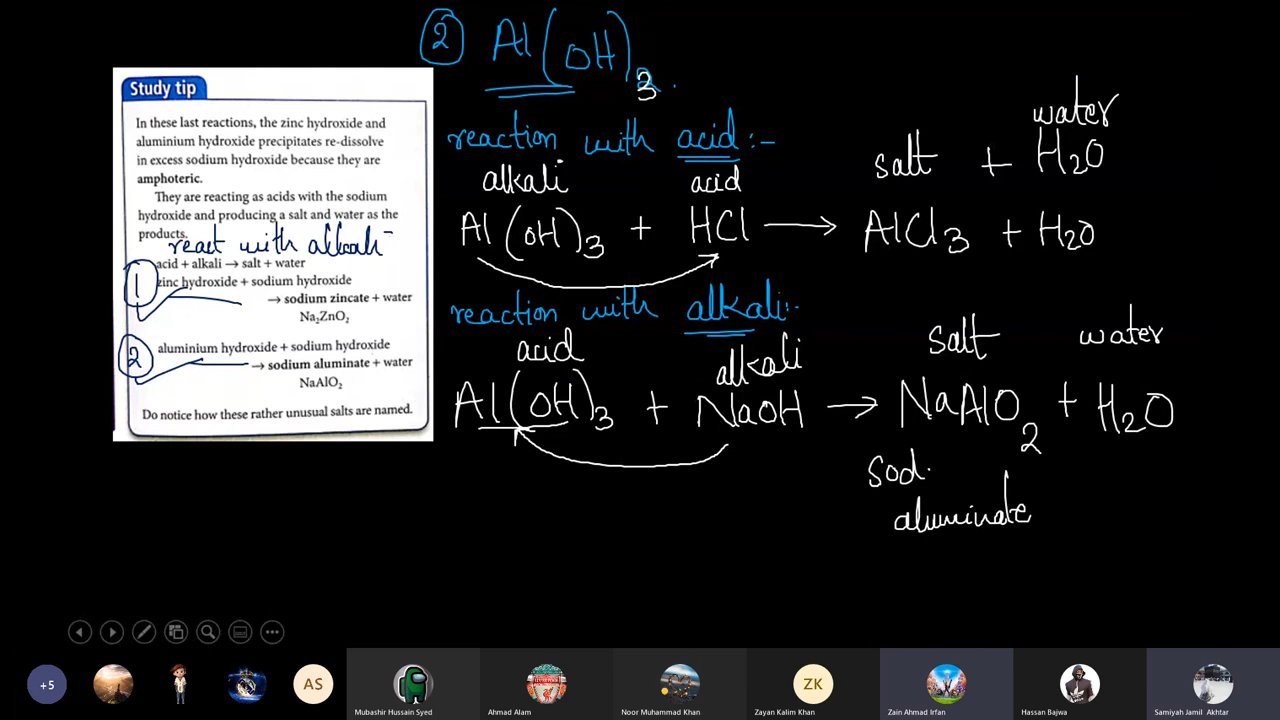 ② Al(OH)3.
Study tip
In these last reactions, the zinc hydroxide and
aluminium hydroxide precipitates re-dissolve
in excess sodium hydroxide because they are
amphoteric.
They are reacting as acids with the sodium
hydroxide and producing a salt and water as the
products.
react with alkali
acid + alkali → salt + water
1
zinc hydroxide + sodium hydroxide
→ sodium zincate + water
Na₂ZnO₂
2
aluminium hydroxide + sodium hydroxide
→ sodium aluminate + water
NaAlO₂
Do notice how these rather unusual salts are named.
reaction with acid:-
alkali acid salt + water H₂O
Al(OH)₃ + HCl → AlCl₃ + H₂O
reaction with alkali:-
acid alkali salt water
Al(OH)₃ + NaOH → NaAlO₂ + H₂O
sod.
aluminate
+5
AS
ZK
Mubashir Hussain Syed
Ahmad Alam
Noor Muhammad Khan
Zayan Kalim Khan
Zain Ahmad Irfan
Hassan Bajwa
Samiyah Jamil Akhtar